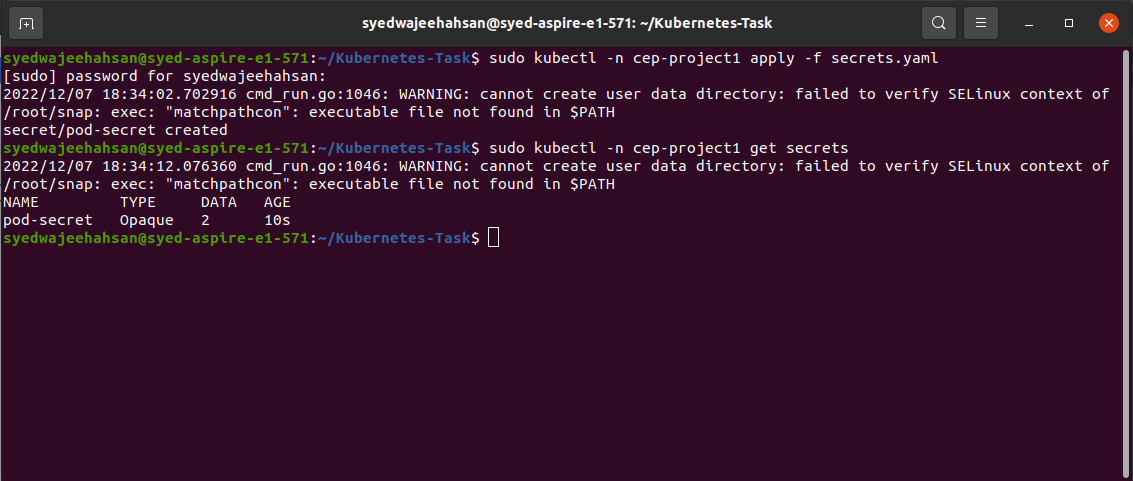 syedwajeehahsan@syed-aspire-e1-571: ~/Kubernetes-Task
syedwajeehahsan@syed-aspire-e1-571:~/Kubernetes-Task$ sudo kubectl -n cep-project1 apply -f secrets.yaml
[sudo] password for syedwajeehahsan:
2022/12/07 18:34:02.702916 cmd_run.go:1046: WARNING: cannot create user data directory: failed to verify SELinux context of
/root/snap: exec: "matchpathcon": executable file not found in $PATH
secret/pod-secret created
syedwajeehahsan@syed-aspire-e1-571:~/Kubernetes-Task$ sudo kubectl -n cep-project1 get secrets
2022/12/07 18:34:12.076360 cmd_run.go:1046: WARNING: cannot create user data directory: failed to verify SELinux context of
/root/snap: exec: "matchpathcon": executable file not found in $PATH
NAME         TYPE     DATA   AGE
pod-secret   Opaque   2      10s
syedwajeehahsan@syed-aspire-e1-571:~/Kubernetes-Task$